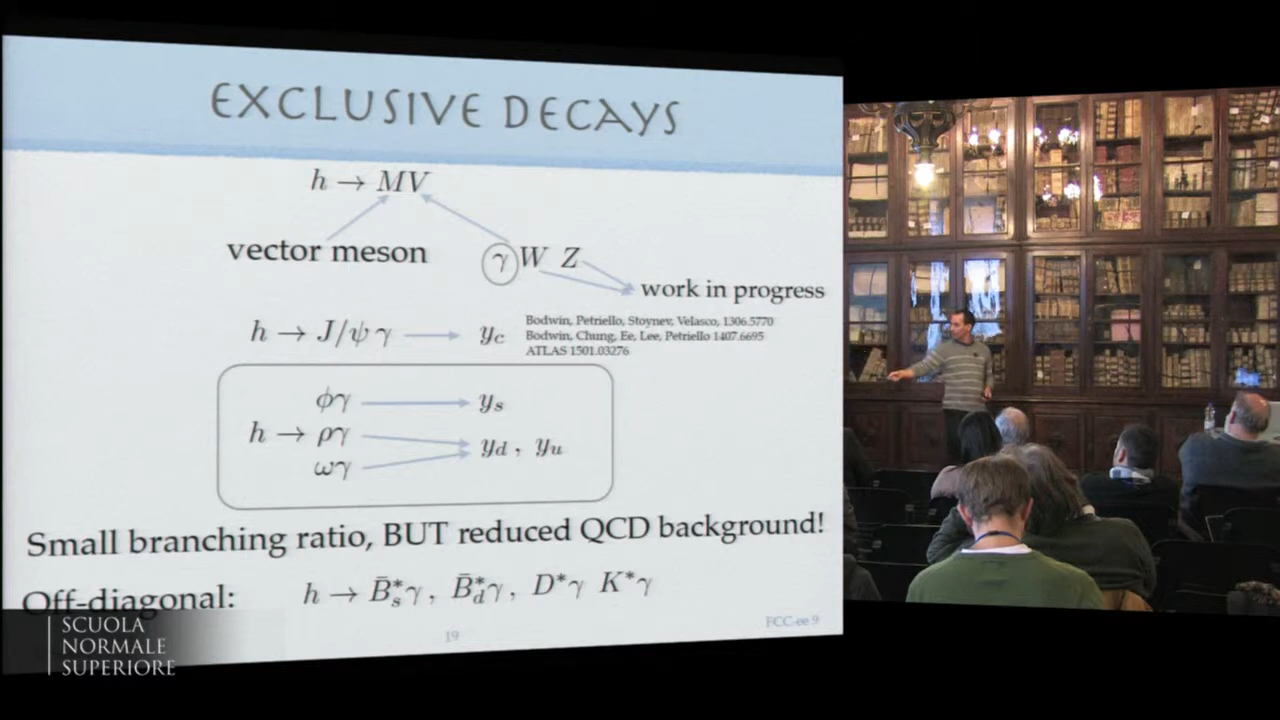 EXCLUSIVE DECAYS
h → MV
vector meson
γ W Z
work in progress
h → J/ψ γ → y_c
Bodwin, Petriello, Stoynev, Velasco, 1306.5770
Bodwin, Chung, Ee, Lee, Petriello 1407.6695
ATLAS 1501.03276
φγ → y_s
h → ργ → y_d , y_u
ωγ
Small branching ratio, BUT reduced QCD background!
Off-diagonal: h → B̄*_s γ , B̄*_d γ , D*γ K*γ
19
FCC-ee 9
SCUOLA
NORMALE
SUPERIORE